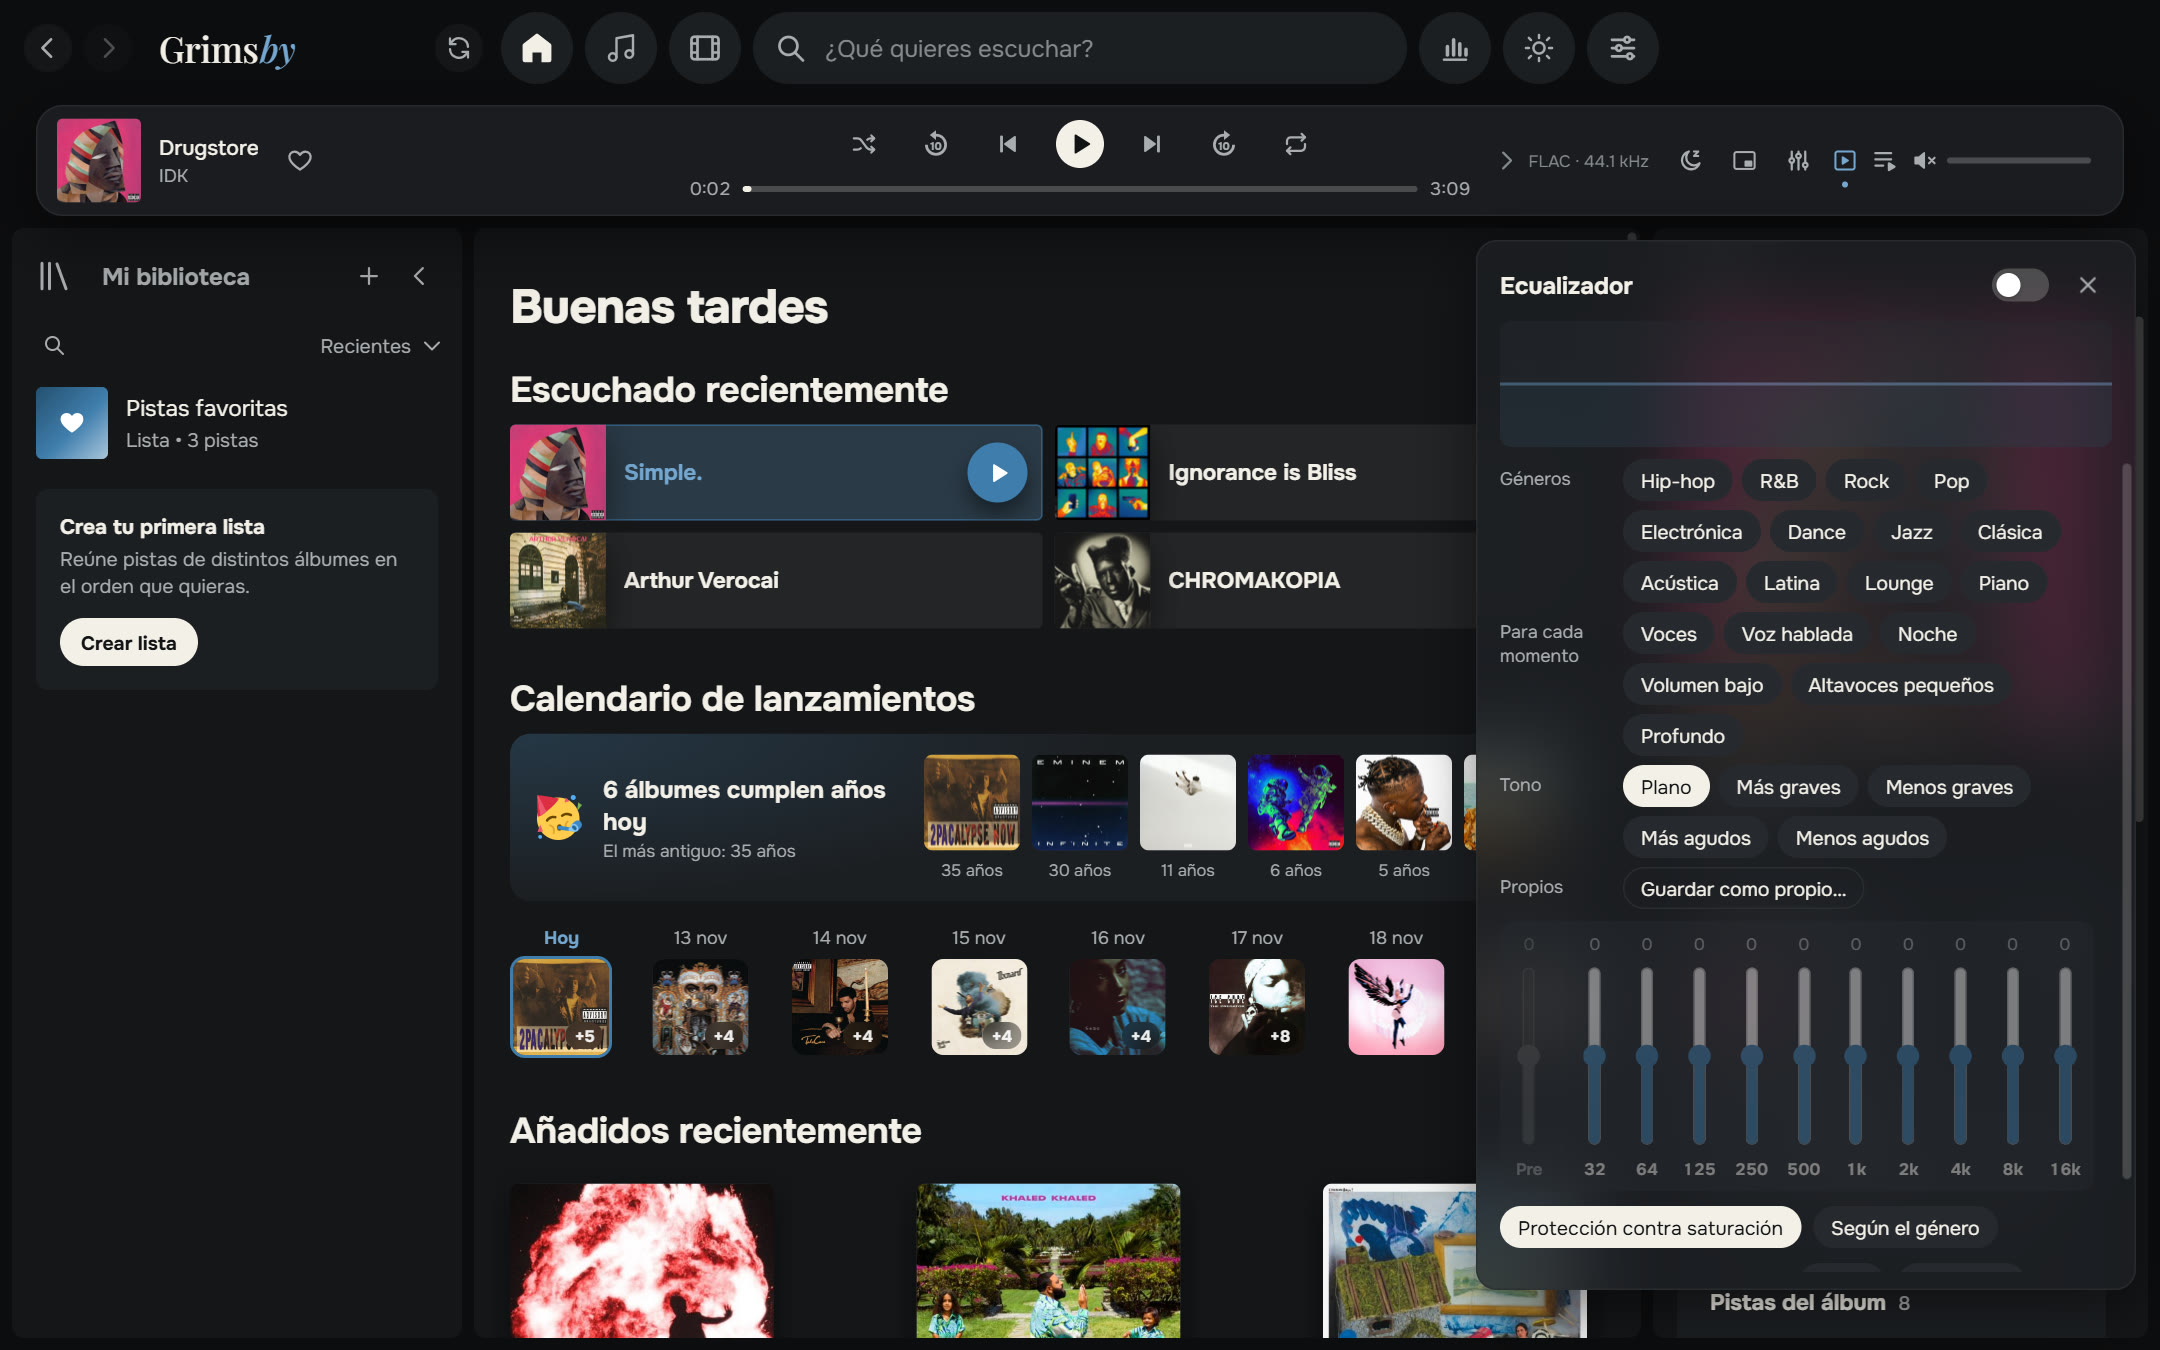 Grimsby
¿Qué quieres escuchar?
Drugstore
IDK
10
10
0:02
3:09
FLAC · 44.1 kHz
Mi biblioteca
Recientes
Pistas favoritas
Lista • 3 pistas
Crea tu primera lista
Reúne pistas de distintos álbumes en
el orden que quieras.
Crear lista
Buenas tardes
Escuchado recientemente
Simple.
Ignorance is Bliss
Arthur Verocai
CHROMAKOPIA
Calendario de lanzamientos
6 álbumes cumplen años
hoy
El más antiguo: 35 años
2PACALYPSE NOW
EMINEM
INFINITE
35 años
30 años
11 años
6 años
5 años
Hoy
13 nov
14 nov
15 nov
16 nov
17 nov
18 nov
+5
+4
+4
+4
+4
+8
Añadidos recientemente
KHALED KHALED
Ecualizador
Géneros
Hip-hop
R&B
Rock
Pop
Electrónica
Dance
Jazz
Clásica
Acústica
Latina
Lounge
Piano
Para cada
momento
Voces
Voz hablada
Noche
Volumen bajo
Altavoces pequeños
Profundo
Tono
Plano
Más graves
Menos graves
Más agudos
Menos agudos
Propios
Guardar como propio...
0 0 0 0 0 0 0 0 0 0 0
Pre 32 64 125 250 500 1k 2k 4k 8k 16k
Protección contra saturación
Según el género
Pistas del álbum 8